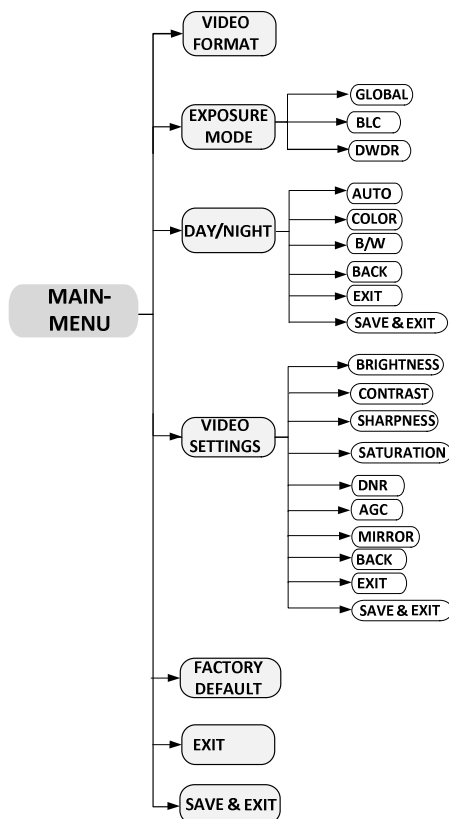 MAIN-
MENU
VIDEO
FORMAT
EXPOSURE
MODE
GLOBAL
BLC
DWDR
DAY/NIGHT
AUTO
COLOR
B/W
BACK
EXIT
SAVE & EXIT
VIDEO
SETTINGS
BRIGHTNESS
CONTRAST
SHARPNESS
SATURATION
DNR
AGC
MIRROR
BACK
EXIT
SAVE & EXIT
FACTORY
DEFAULT
EXIT
SAVE & EXIT